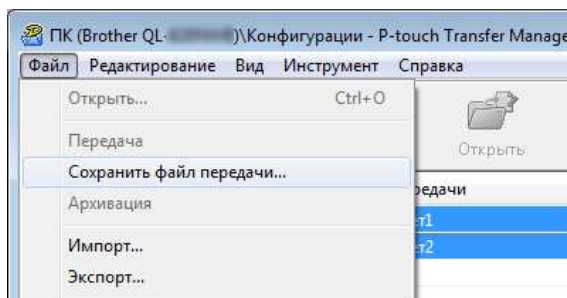 ПК (Brother QL- )\Конфигурации - P-touch Transfer Manage
Файл Редактирование Вид Инструмент Справка
Открыть... Ctrl+O
Передача
Открыть
Сохранить файл передачи...
редачи
Архивация
т1
Импорт...
т2
Экспорт...